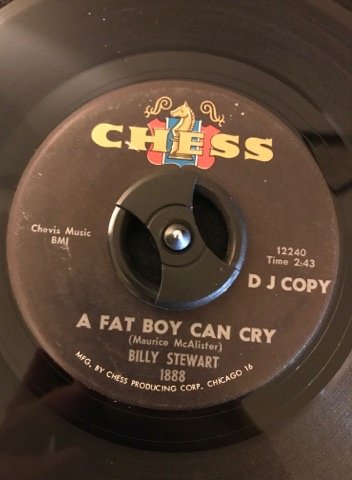 CHESS
Chevis Music
BMI
12240
Time 2:43
D J COPY
A FAT BOY CAN CRY
(Maurice McAlister)
BILLY STEWART
1888
MFG. BY CHESS PRODUCING CORP. CHICAGO 16